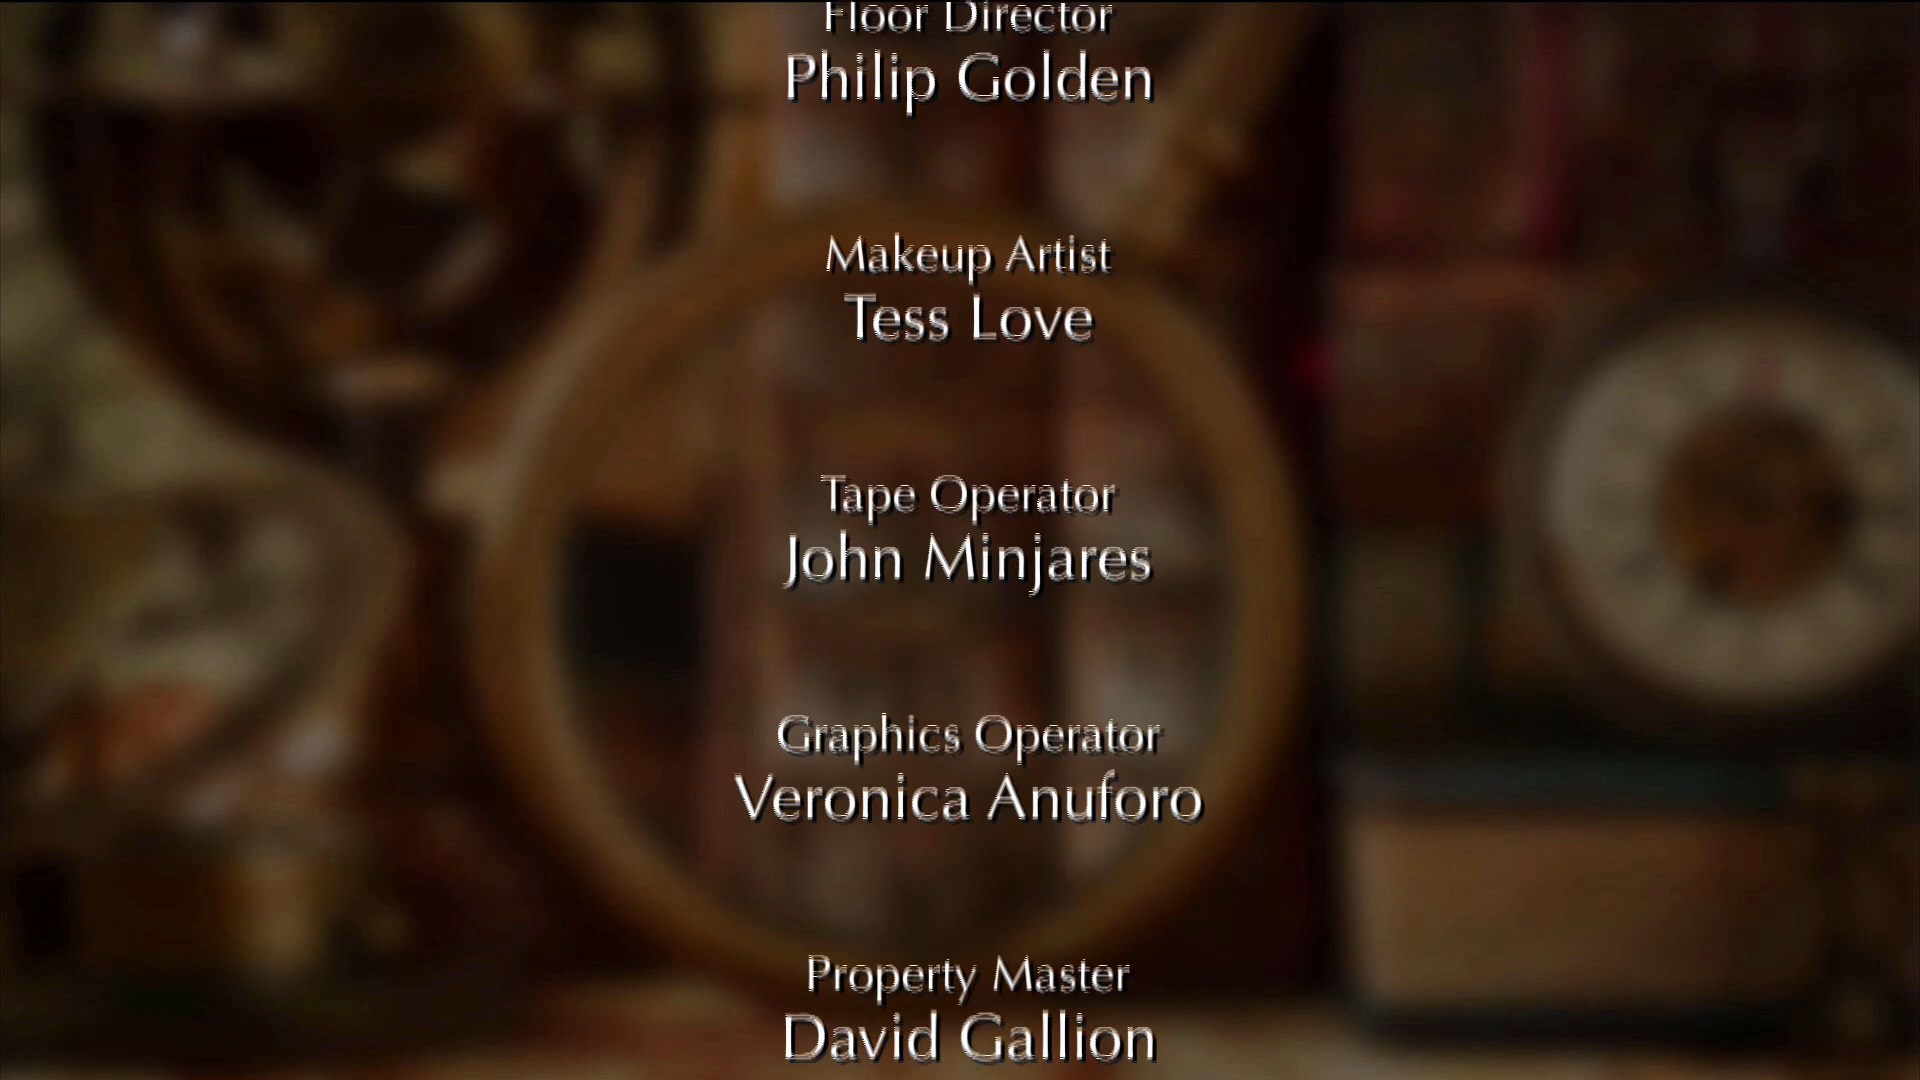 Floor Director
Philip Golden
Makeup Artist
Tess Love
Tape Operator
John Minjares
Graphics Operator
Veronica Anuforo
Property Master
David Gallion